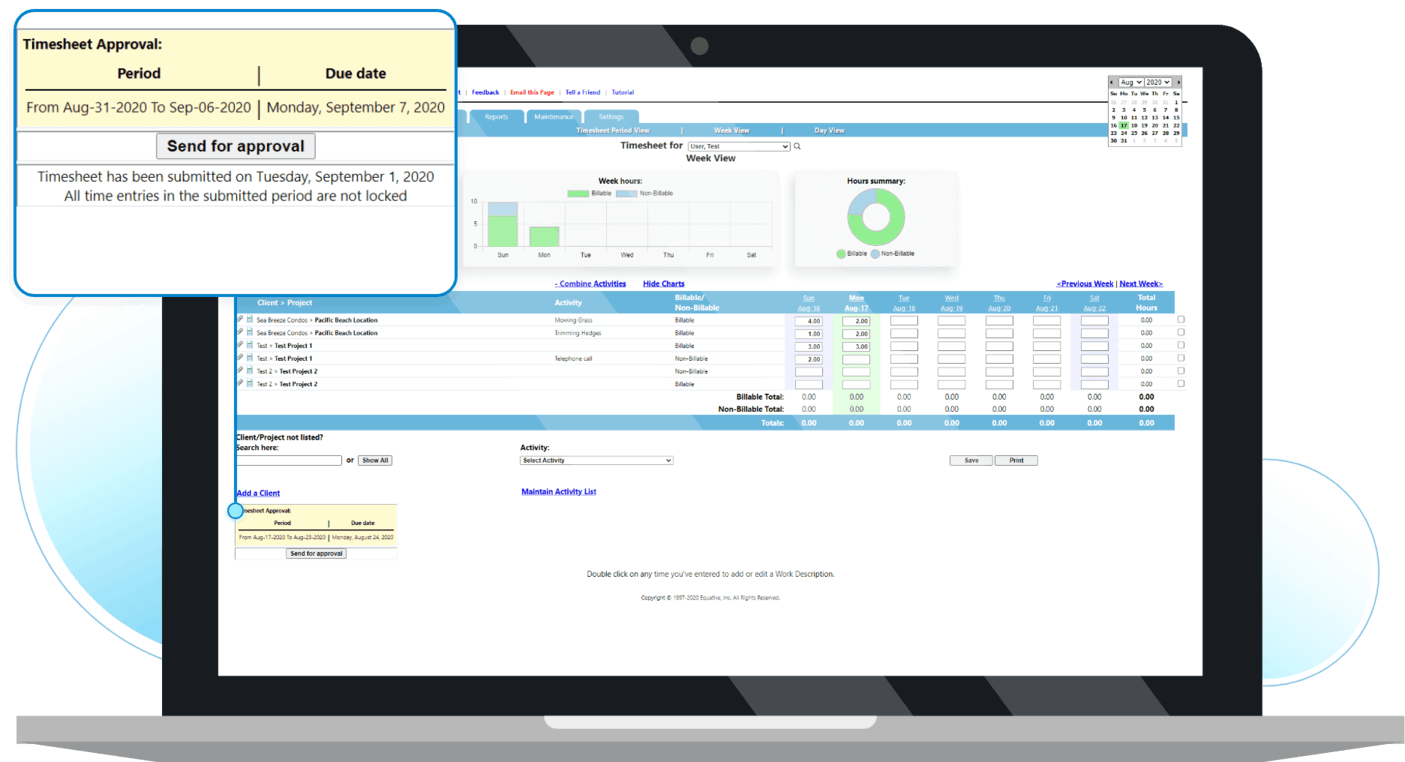 Timesheet Approval:
Period | Due date
From Aug-31-2020 To Sep-06-2020 | Monday, September 7, 2020
Send for approval
Timesheet has been submitted on Tuesday, September 1, 2020
All time entries in the submitted period are not locked
| Feedback | Email this Page | Tell a Friend | Tutorial
Aug 2020
Su Mo Tu We Th Fr Sa
26 27 28 29 30 31 1
2 3 4 5 6 7 8
9 10 11 12 13 14 15
16 17 18 19 20 21 22
23 24 25 26 27 28 29
30 31 1 2 3 4 5
Reports Maintenance Settings
Timesheet Period View | Week View | Day View
Timesheet for User, Test
Week View
Week hours:
Billable Non-Billable
10
5
0
Sun Mon Tue Wed Thu Fri Sat
Hours summary:
Billable Non-Billable
- Combine Activities Hide Charts <Previous Week | Next Week>
Client > Project Activity Billable/ Non-Billable Sun Aug-16 Mon Aug-17 Tue Aug-18 Wed Aug-19 Thu Aug-20 Fri Aug-21 Sat Aug-22 Total Hours
Sea Breeze Condos > Pacific Beach Location Mowing Grass Billable 4.00 2.00 0.00
Sea Breeze Condos > Pacific Beach Location Trimming Hedges Billable 1.00 2.00 0.00
Test > Test Project 1 Billable 3.00 3.00 0.00
Test > Test Project 1 Telephone call Non-Billable 2.00 0.00
Test 2 > Test Project 2 Non-Billable 0.00
Test 2 > Test Project 2 Billable 0.00
Billable Total: 0.00 0.00 0.00 0.00 0.00 0.00 0.00 0.00
Non-Billable Total: 0.00 0.00 0.00 0.00 0.00 0.00 0.00 0.00
Totals: 0.00 0.00 0.00 0.00 0.00 0.00 0.00 0.00
Client/Project not listed?
Search here:
or Show All
Activity:
Select Activity
Save Print
Add a Client
Maintain Activity List
mesheet Approval:
Period | Due date
From Aug-17-2020 To Aug-23-2020 | Monday, August 24, 2020
Send for approval
Double click on any time you've entered to add or edit a Work Description.
Copyright © 1997-2020 Equative, Inc. All Rights Reserved.